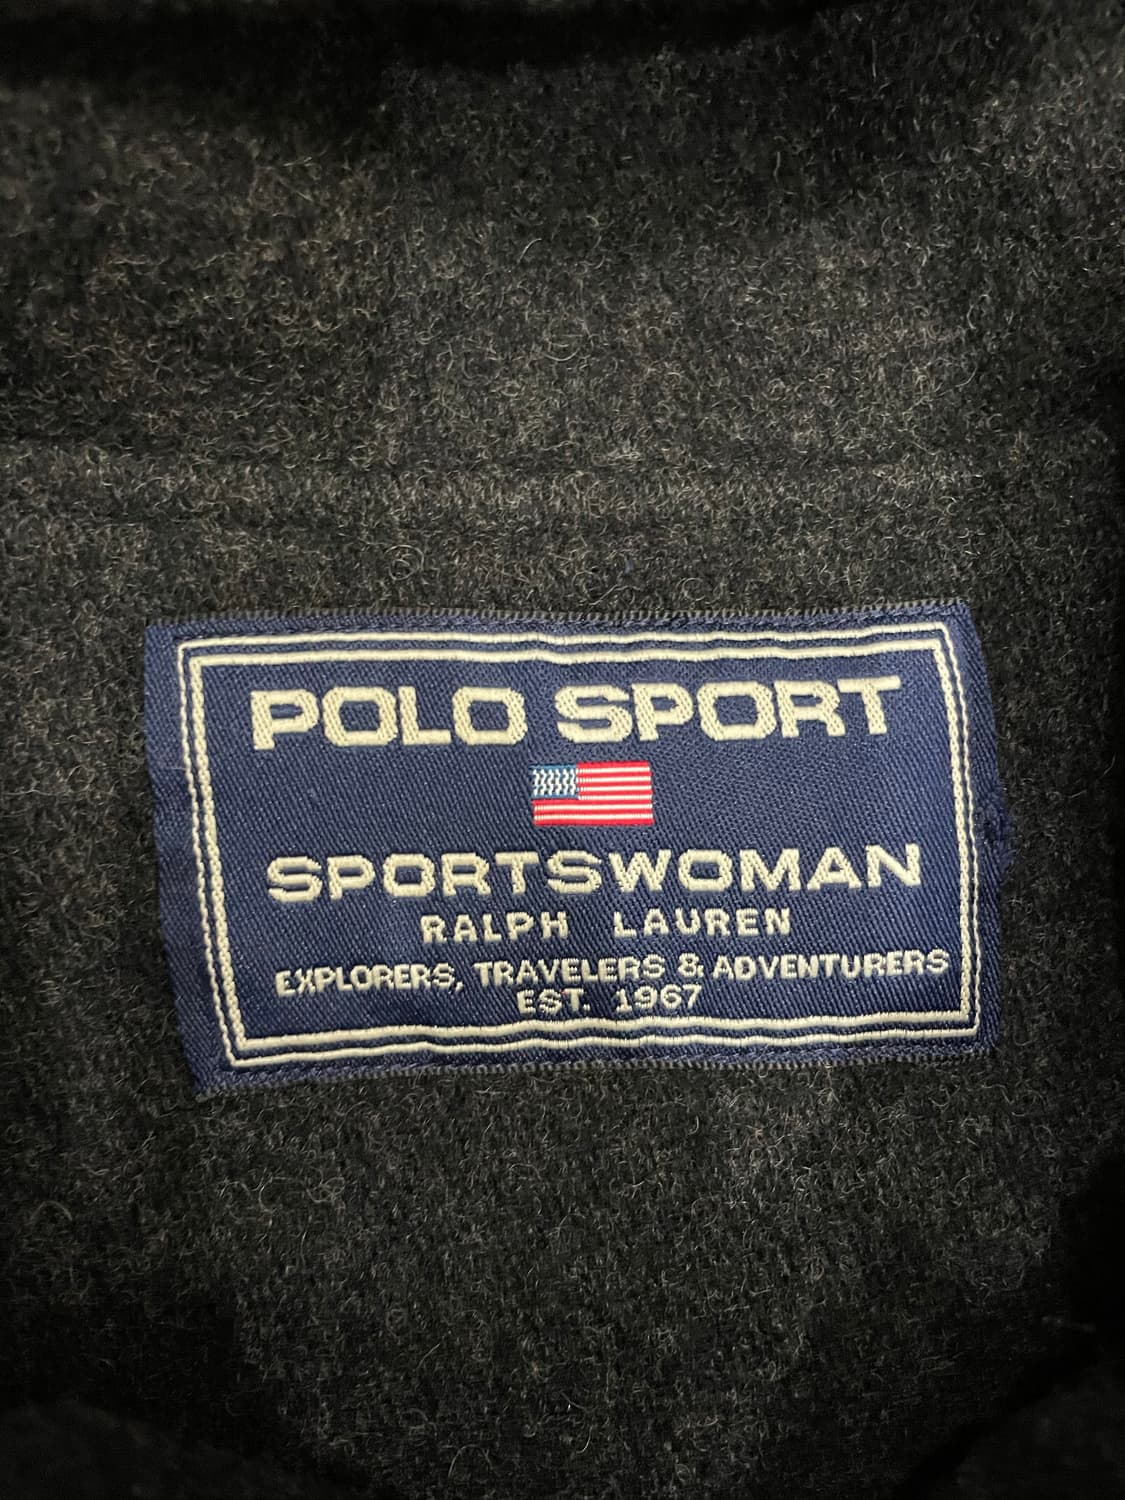 POLO SPORT
SPORTSWOMAN
RALPH LAUREN
EXPLORERS, TRAVELERS & ADVENTURERS
EST. 1967